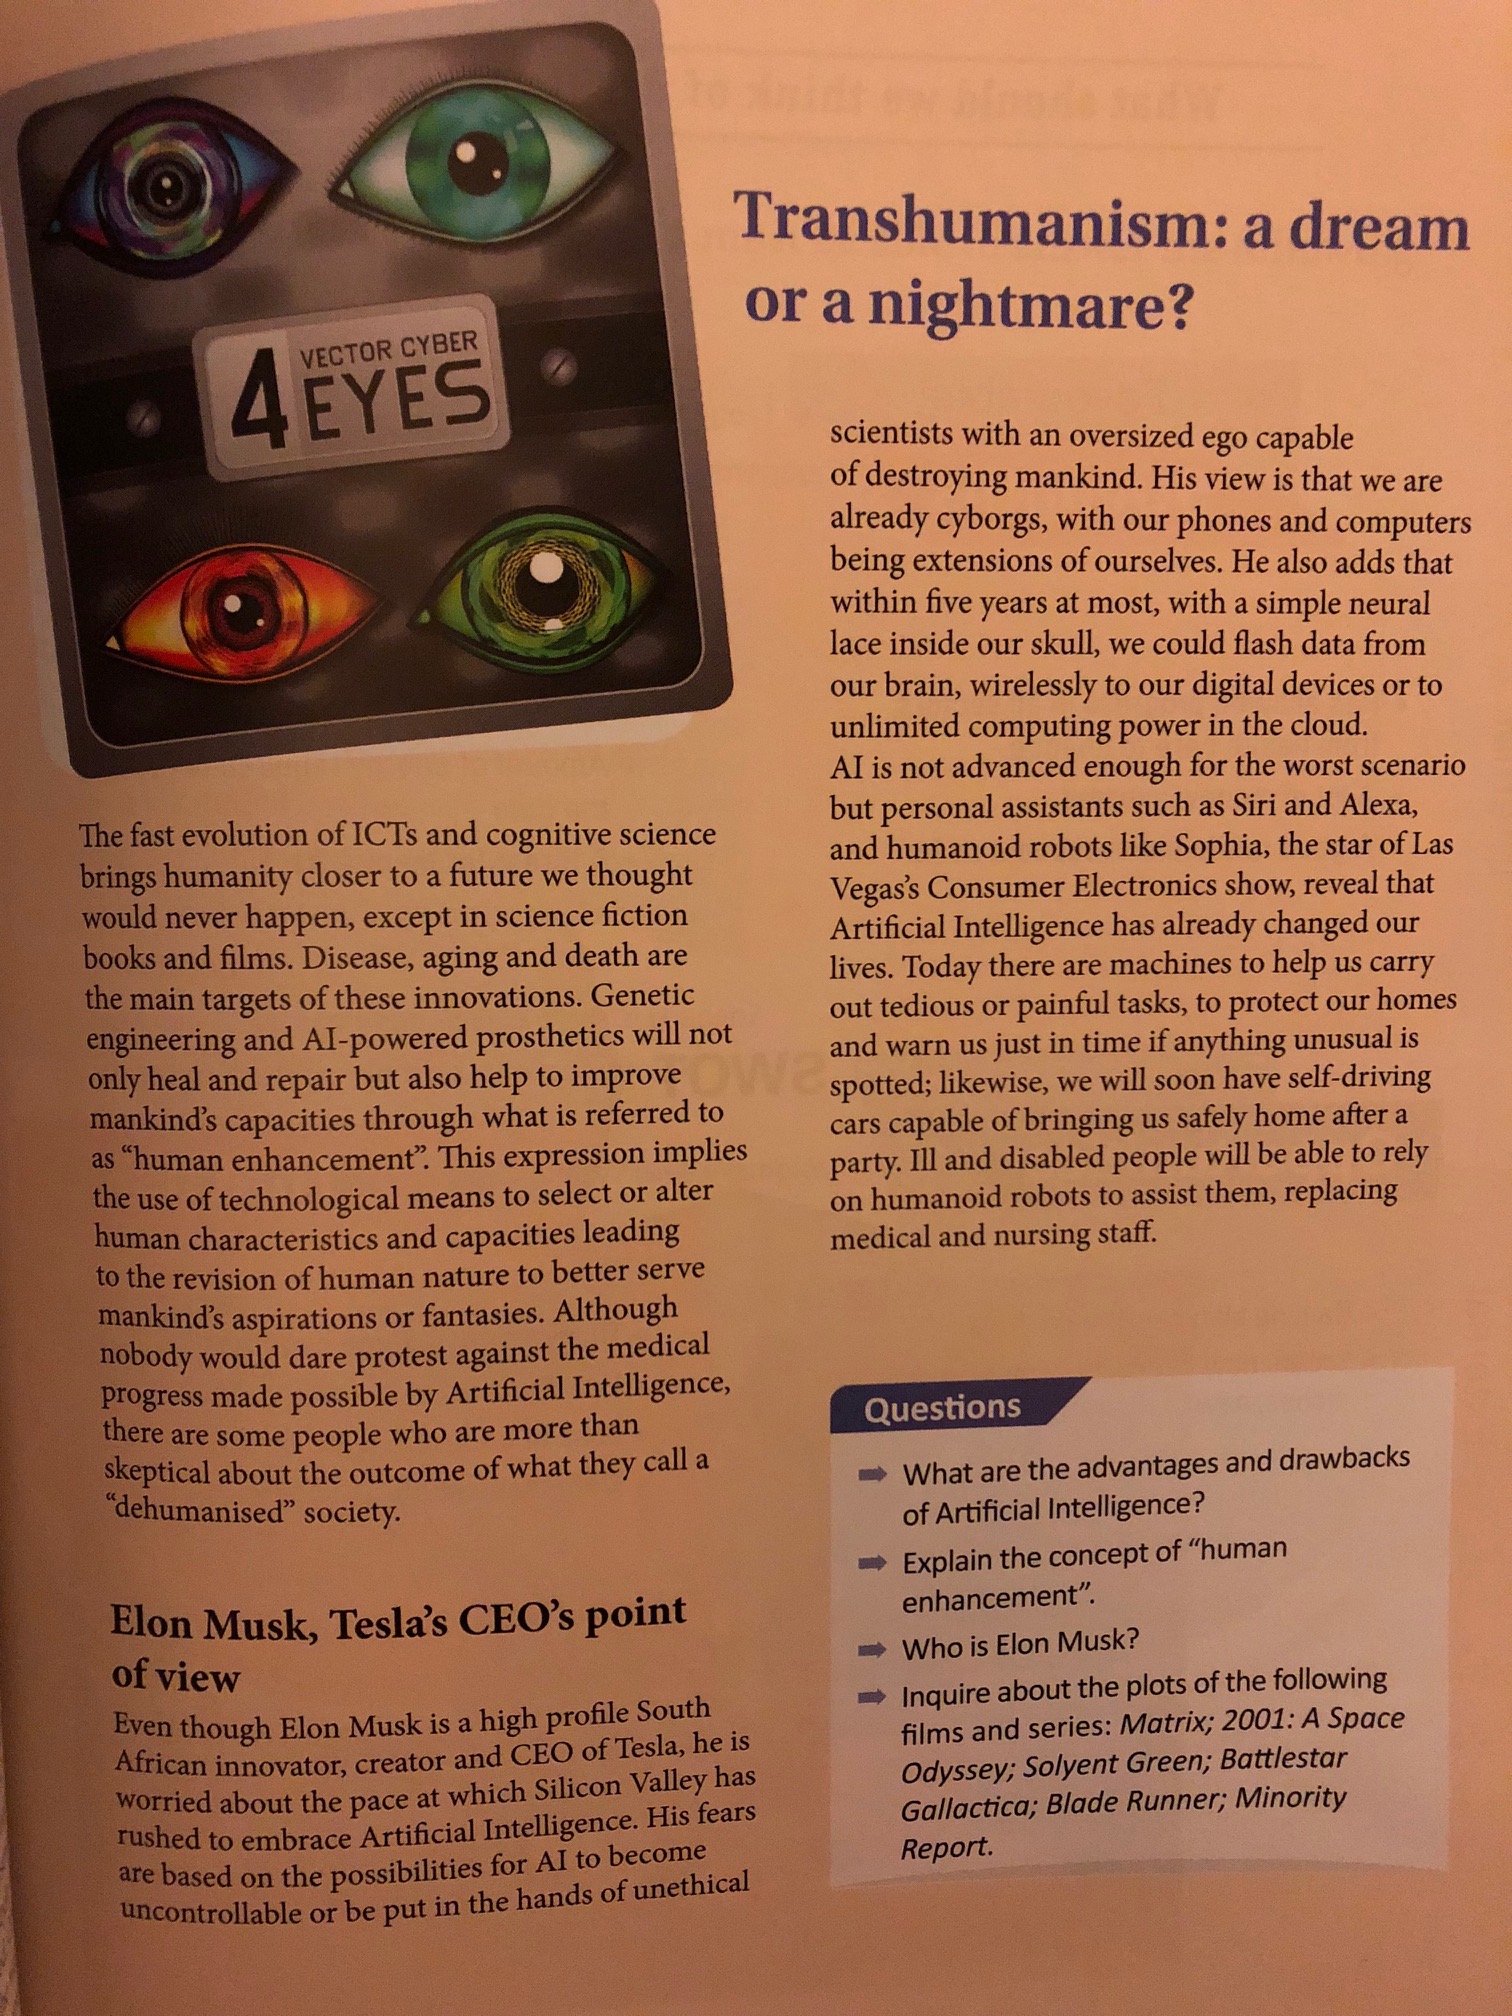 Transhumanism: a dream
or a nightmare?
4 VECTOR CYBER
EYES
The fast evolution of ICTs and cognitive science
brings humanity closer to a future we thought
would never happen, except in science fiction
books and films. Disease, aging and death are
the main targets of these innovations. Genetic
engineering and AI-powered prosthetics will not
only heal and repair but also help to improve
mankind's capacities through what is referred to
as “human enhancement”. This expression implies
the use of technological means to select or alter
human characteristics and capacities leading
to the revision of human nature to better serve
mankind's aspirations or fantasies. Although
nobody would dare protest against the medical
progress made possible by Artificial Intelligence,
there are some people who are more than
skeptical about the outcome of what they call a
“dehumanised” society.
Elon Musk, Tesla's CEO's point
of view
Even though Elon Musk is a high profile South
African innovator, creator and CEO of Tesla, he is
worried about the pace at which Silicon Valley has
rushed to embrace Artificial Intelligence. His fears
are based on the possibilities for AI to become
uncontrollable or be put in the hands of unethical
scientists with an oversized ego capable
of destroying mankind. His view is that we are
already cyborgs, with our phones and computers
being extensions of ourselves. He also adds that
within five years at most, with a simple neural
lace inside our skull, we could flash data from
our brain, wirelessly to our digital devices or to
unlimited computing power in the cloud.
AI is not advanced enough for the worst scenario
but personal assistants such as Siri and Alexa,
and humanoid robots like Sophia, the star of Las
Vegas's Consumer Electronics show, reveal that
Artificial Intelligence has already changed our
lives. Today there are machines to help us carry
out tedious or painful tasks, to protect our homes
and warn us just in time if anything unusual is
spotted; likewise, we will soon have self-driving
cars capable of bringing us safely home after a
party. Ill and disabled people will be able to rely
on humanoid robots to assist them, replacing
medical and nursing staff.
Questions
➡ What are the advantages and drawbacks
of Artificial Intelligence?
➡ Explain the concept of “human
enhancement”.
➡ Who is Elon Musk?
➡ Inquire about the plots of the following
films and series: Matrix; 2001: A Space
Odyssey; Solyent Green; Battlestar
Gallactica; Blade Runner; Minority
Report.